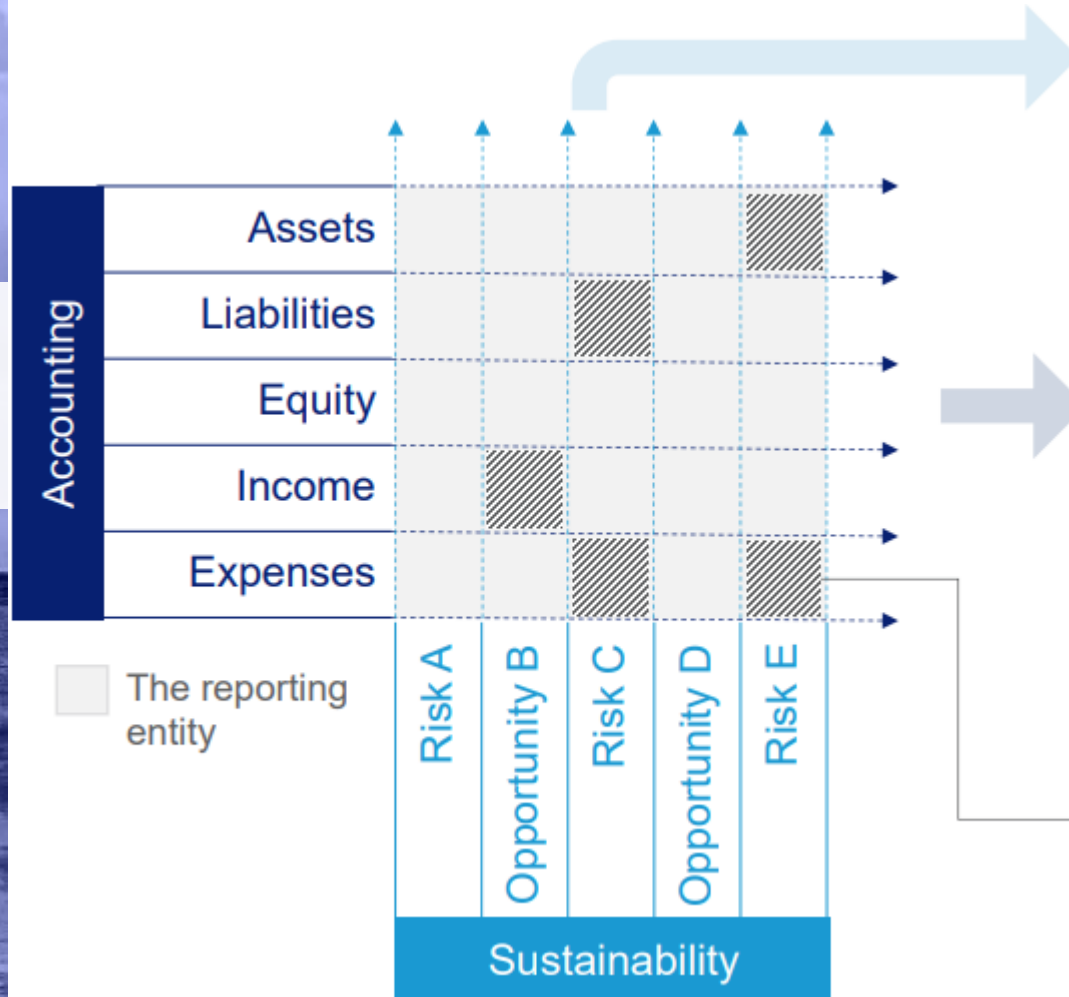 Accounting
Assets
Liabilities
Equity
Income
Expenses
The reporting
entity
Risk A
Opportunity B
Risk C
Opportunity D
Risk E
Sustainability